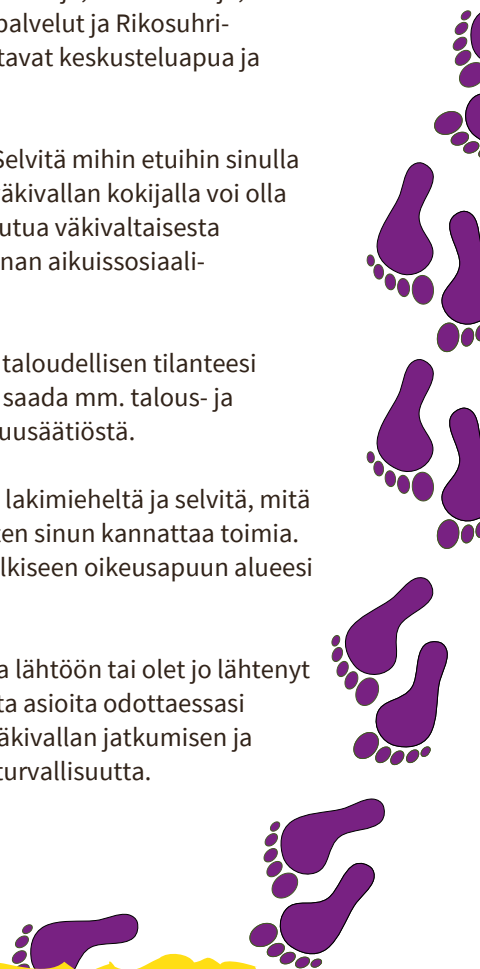 palvelut ja Rikosuhri-
tavat keskusteluapua ja
Selvitä mihin etuihin sinulla
äkivallan kokijalla voi olla
utua väkivaltaisesta
nan aikuissosiaali-
taloudellisen tilanteesi
saada mm. talous- ja
uusäätiöstä.
lakimieheltä ja selvitä, mitä
ten sinun kannattaa toimia.
lkiseen oikeusapuun alueesi
a lähtöön tai olet jo lähtenyt
ta asioita odottaessasi
äkivallan jatkumisen ja
turvallisuutta.